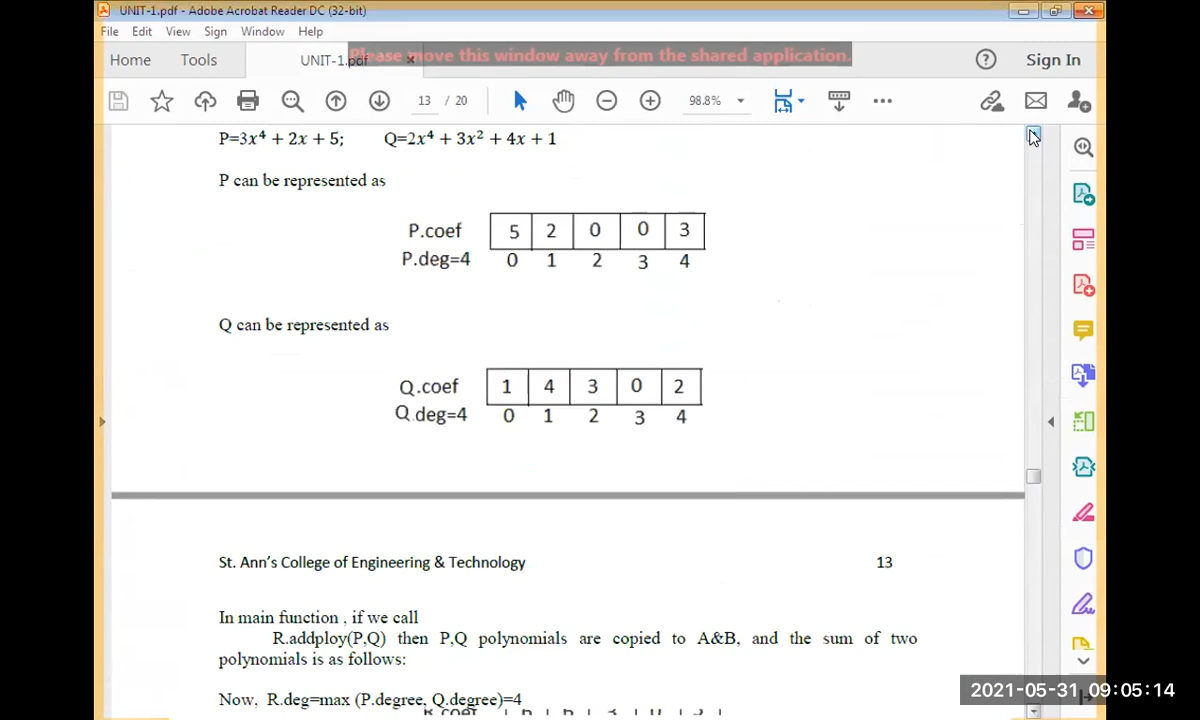 UNIT-1.pdf - Adobe Acrobat Reader DC (32-bit)
File Edit View Sign Window Help
Please move this window away from the shared application.
Home Tools UNIT-1.pdf × Sign In
13 / 20 98.8%
P=3x⁴ + 2x + 5; Q=2x⁴ + 3x² + 4x + 1
P can be represented as
P.coef 5 2 0 0 3
P.deg=4 0 1 2 3 4
Q can be represented as
Q.coef 1 4 3 0 2
Q.deg=4 0 1 2 3 4
St. Ann's College of Engineering & Technology 13
In main function , if we call
R.addploy(P,Q) then P,Q polynomials are copied to A&B, and the sum of two
polynomials is as follows:
Now, R.deg=max (P.degree, Q.degree)=4
2021-05-31 09:05:14